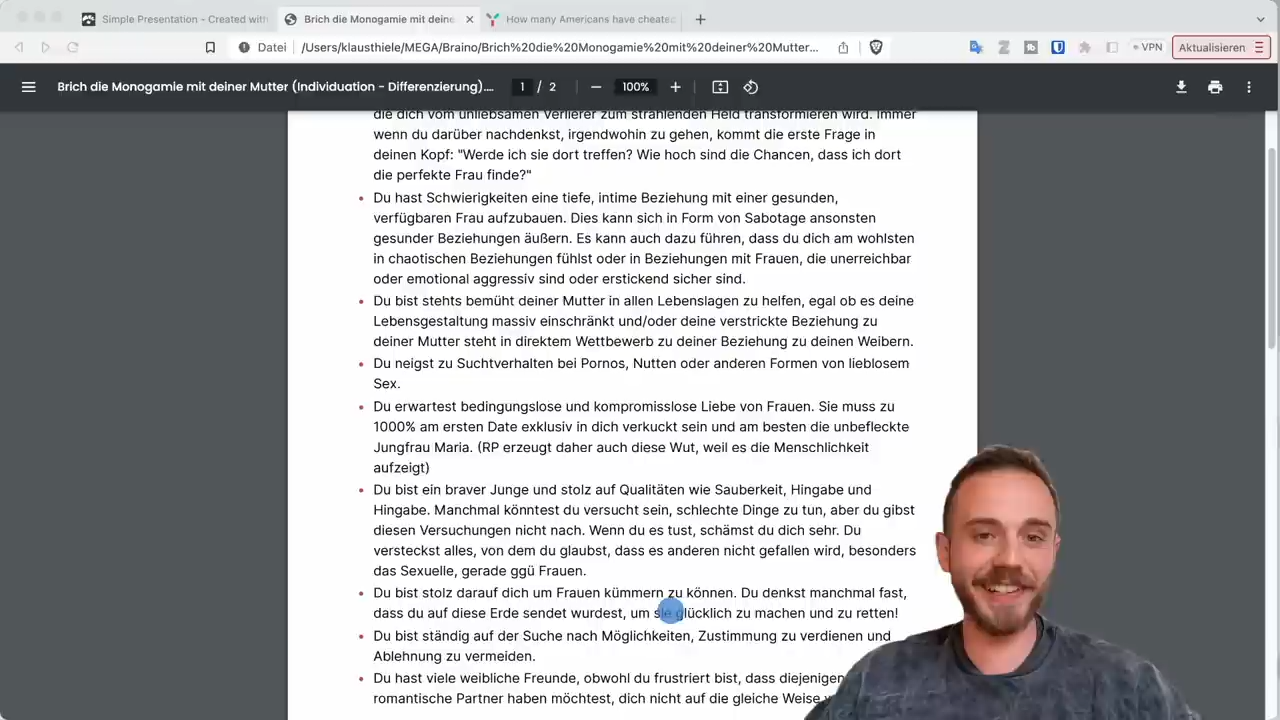 Simple Presentation – Created with
Brich die Monogamie mit deine
How many Americans have cheated
Datei
/Users/klausthiele/MEGA/Braino/Brich%20die%20Monogamie%20mit%20deiner%20Mutter...
VPN
Aktualisieren
Brich die Monogamie mit deiner Mutter (Individuation - Differenzierung)....
1 / 2
100%
die dich vom unliebsamen Verlierer zum strahlenden Held transformieren wird. Immer
wenn du darüber nachdenkst, irgendwohin zu gehen, kommt die erste Frage in
deinen Kopf: "Werde ich sie dort treffen? Wie hoch sind die Chancen, dass ich dort
die perfekte Frau finde?"
• Du hast Schwierigkeiten eine tiefe, intime Beziehung mit einer gesunden,
verfügbaren Frau aufzubauen. Dies kann sich in Form von Sabotage ansonsten
gesunder Beziehungen äußern. Es kann auch dazu führen, dass du dich am wohlsten
in chaotischen Beziehungen fühlst oder in Beziehungen mit Frauen, die unerreichbar
oder emotional aggressiv sind oder erstickend sicher sind.
• Du bist stehts bemüht deiner Mutter in allen Lebenslagen zu helfen, egal ob es deine
Lebensgestaltung massiv einschränkt und/oder deine verstrickte Beziehung zu
deiner Mutter steht in direktem Wettbewerb zu deiner Beziehung zu deinen Weibern.
• Du neigst zu Suchtverhalten bei Pornos, Nutten oder anderen Formen von lieblosem
Sex.
• Du erwartest bedingungslose und kompromisslose Liebe von Frauen. Sie muss zu
1000% am ersten Date exklusiv in dich verkuckt sein und am besten die unbefleckte
Jungfrau Maria. (RP erzeugt daher auch diese Wut, weil es die Menschlichkeit
aufzeigt)
• Du bist ein braver Junge und stolz auf Qualitäten wie Sauberkeit, Hingabe und
Hingabe. Manchmal könntest du versucht sein, schlechte Dinge zu tun, aber du gibst
diesen Versuchungen nicht nach. Wenn du es tust, schämst du dich sehr. Du
versteckst alles, von dem du glaubst, dass es anderen nicht gefallen wird, besonders
das Sexuelle, gerade ggü Frauen.
• Du bist stolz darauf dich um Frauen kümmern zu können. Du denkst manchmal fast,
dass du auf diese Erde sendet wurdest, um sie glücklich zu machen und zu retten!
• Du bist ständig auf der Suche nach Möglichkeiten, Zustimmung zu verdienen und
Ablehnung zu vermeiden.
• Du hast viele weibliche Freunde, obwohl du frustriert bist, dass diejenigen
romantische Partner haben möchtest, dich nicht auf die gleiche Weise